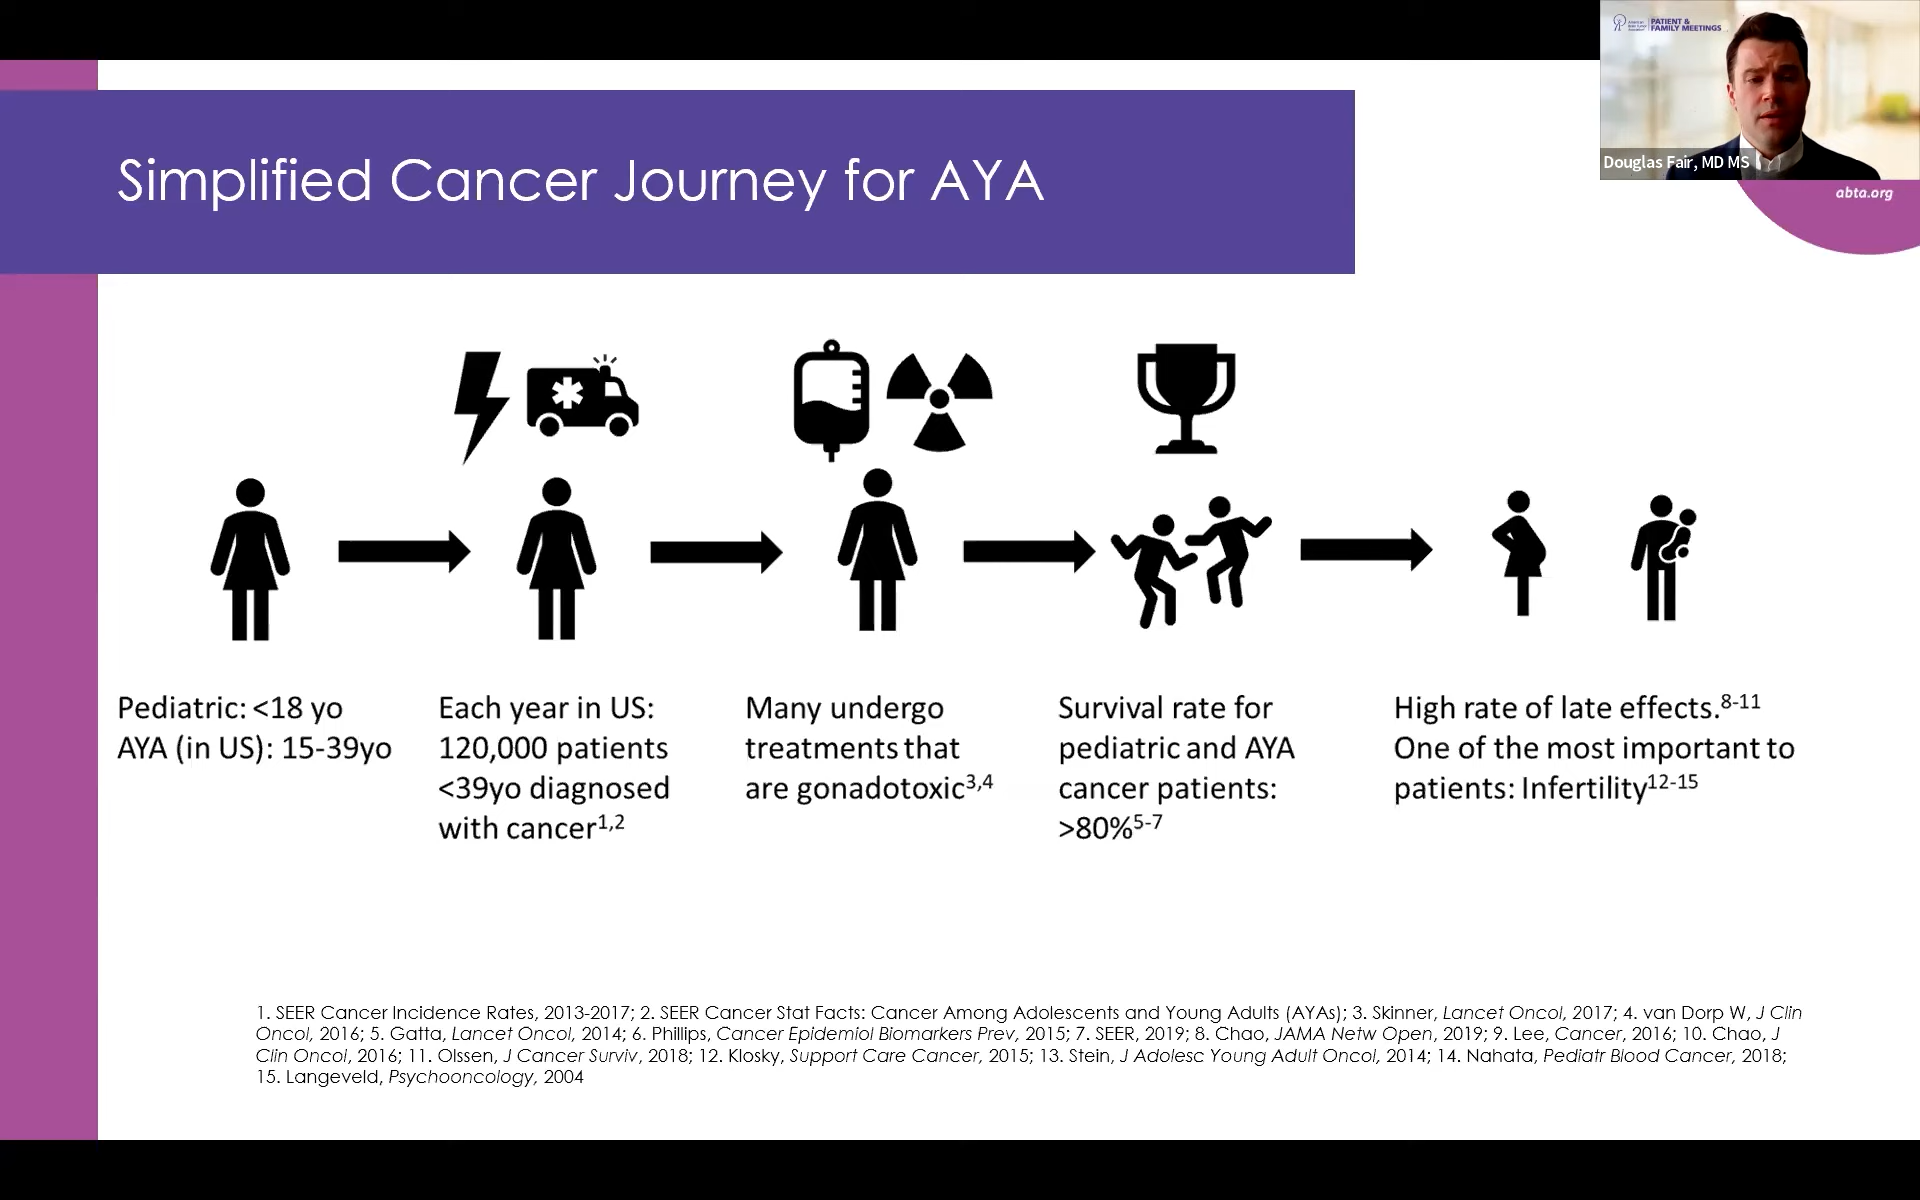 PATIENT &
FAMILY MEETINGS
Douglas Fair, MD MS
abta.org
Simplified Cancer Journey for AYA
Pediatric: <18 yo
AYA (in US): 15-39yo
Each year in US:
120,000 patients
<39yo diagnosed
with cancer1,2
Many undergo
treatments that
are gonadotoxic3,4
Survival rate for
pediatric and AYA
cancer patients:
>80%5-7
High rate of late effects.8-11
One of the most important to
patients: Infertility12-15
1. SEER Cancer Incidence Rates, 2013-2017; 2. SEER Cancer Stat Facts: Cancer Among Adolescents and Young Adults (AYAs); 3. Skinner, Lancet Oncol, 2017; 4. van Dorp W, J Clin
Oncol, 2016; 5. Gatta, Lancet Oncol, 2014; 6. Phillips, Cancer Epidemiol Biomarkers Prev, 2015; 7. SEER, 2019; 8. Chao, JAMA Netw Open, 2019; 9. Lee, Cancer, 2016; 10. Chao, J
Clin Oncol, 2016; 11. Olssen, J Cancer Surviv, 2018; 12. Klosky, Support Care Cancer, 2015; 13. Stein, J Adolesc Young Adult Oncol, 2014; 14. Nahata, Pediatr Blood Cancer, 2018;
15. Langeveld, Psychooncology, 2004